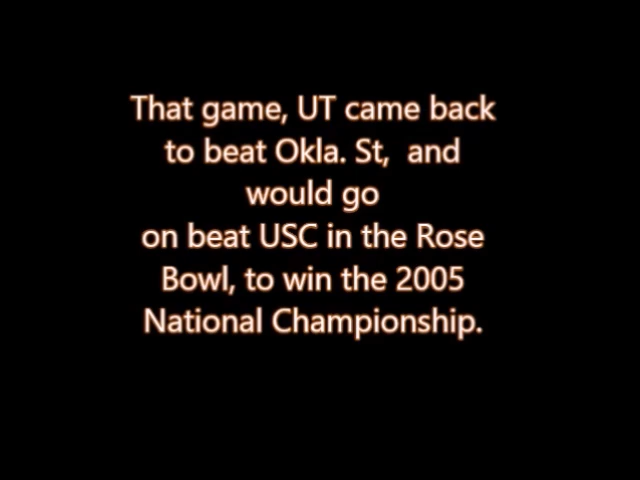 That game, UT came back
to beat Okla. St,  and
would go
on beat USC in the Rose
Bowl, to win the 2005
National Championship.